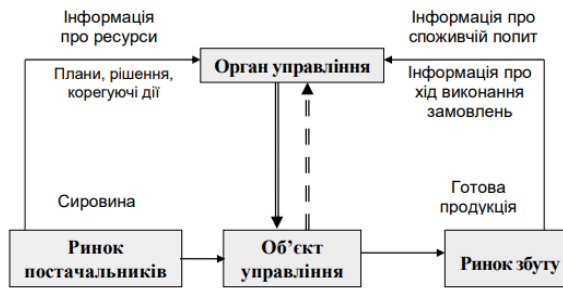 Інформація
про ресурси
Інформація про
споживчій попит
Орган управління
Плани, рішення,
корегуючі дії
Інформація про
хід виконання
замовлень
Сировина
Готова
продукція
Ринок
постачальників
Об’єкт
управління
Ринок збуту